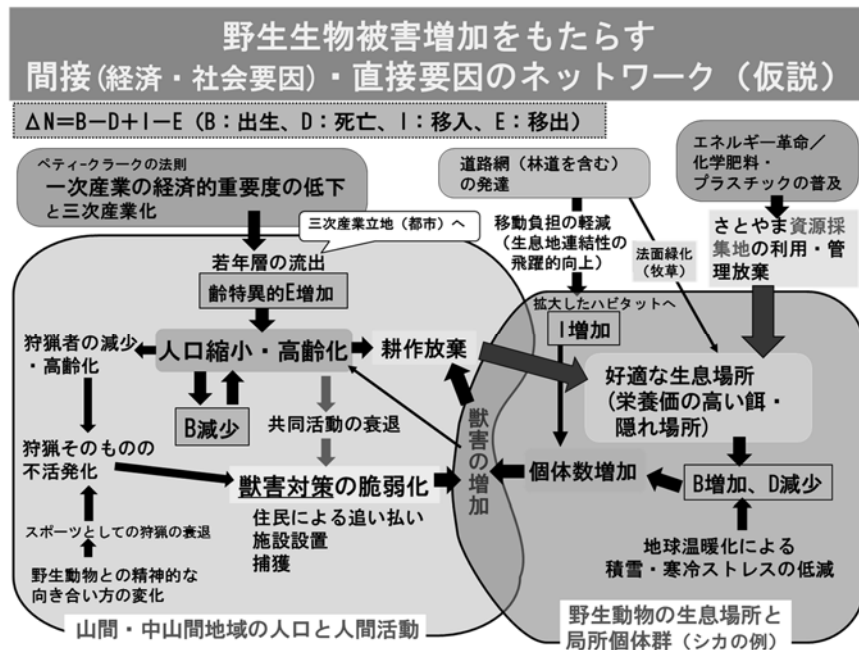 野生生物被害増加をもたらす
間接(経済・社会要因)・直接要因のネットワーク(仮説)
ΔN=B-D+I-E(B:出生、D:死亡、I:移入、E:移出)
ペティークラークの法則
一次産業の経済的重要度の低下
と三次産業化
道路網(林道を含む)
の発達
エネルギー革命/
化学肥料・
プラスチックの普及
三次産業立地(都市)へ
若年層の流出
齢特異的E増加
移動負担の軽減
(生息地連結性の
飛躍的向上)
法面緑化
(牧草)
さとやま資源採
集地の利用・管
理放棄
拡大したハビタットへ
I増加
狩猟者の減少
・高齢化
人口縮小・高齢化
耕作放棄
好適な生息場所
(栄養価の高い餌・
隠れ場所)
B減少
共同活動の衰退
獣害の増加
狩猟そのものの
不活発化
獣害対策の脆弱化
個体数増加
B増加、D減少
住民による追い払い
施設設置
捕獲
スポーツとしての狩猟の衰退
野生動物との精神的な
向き合い方の変化
地球温暖化による
積雪・寒冷ストレスの低減
山間・中山間地域の人口と人間活動
野生動物の生息場所と
局所個体群(シカの例)